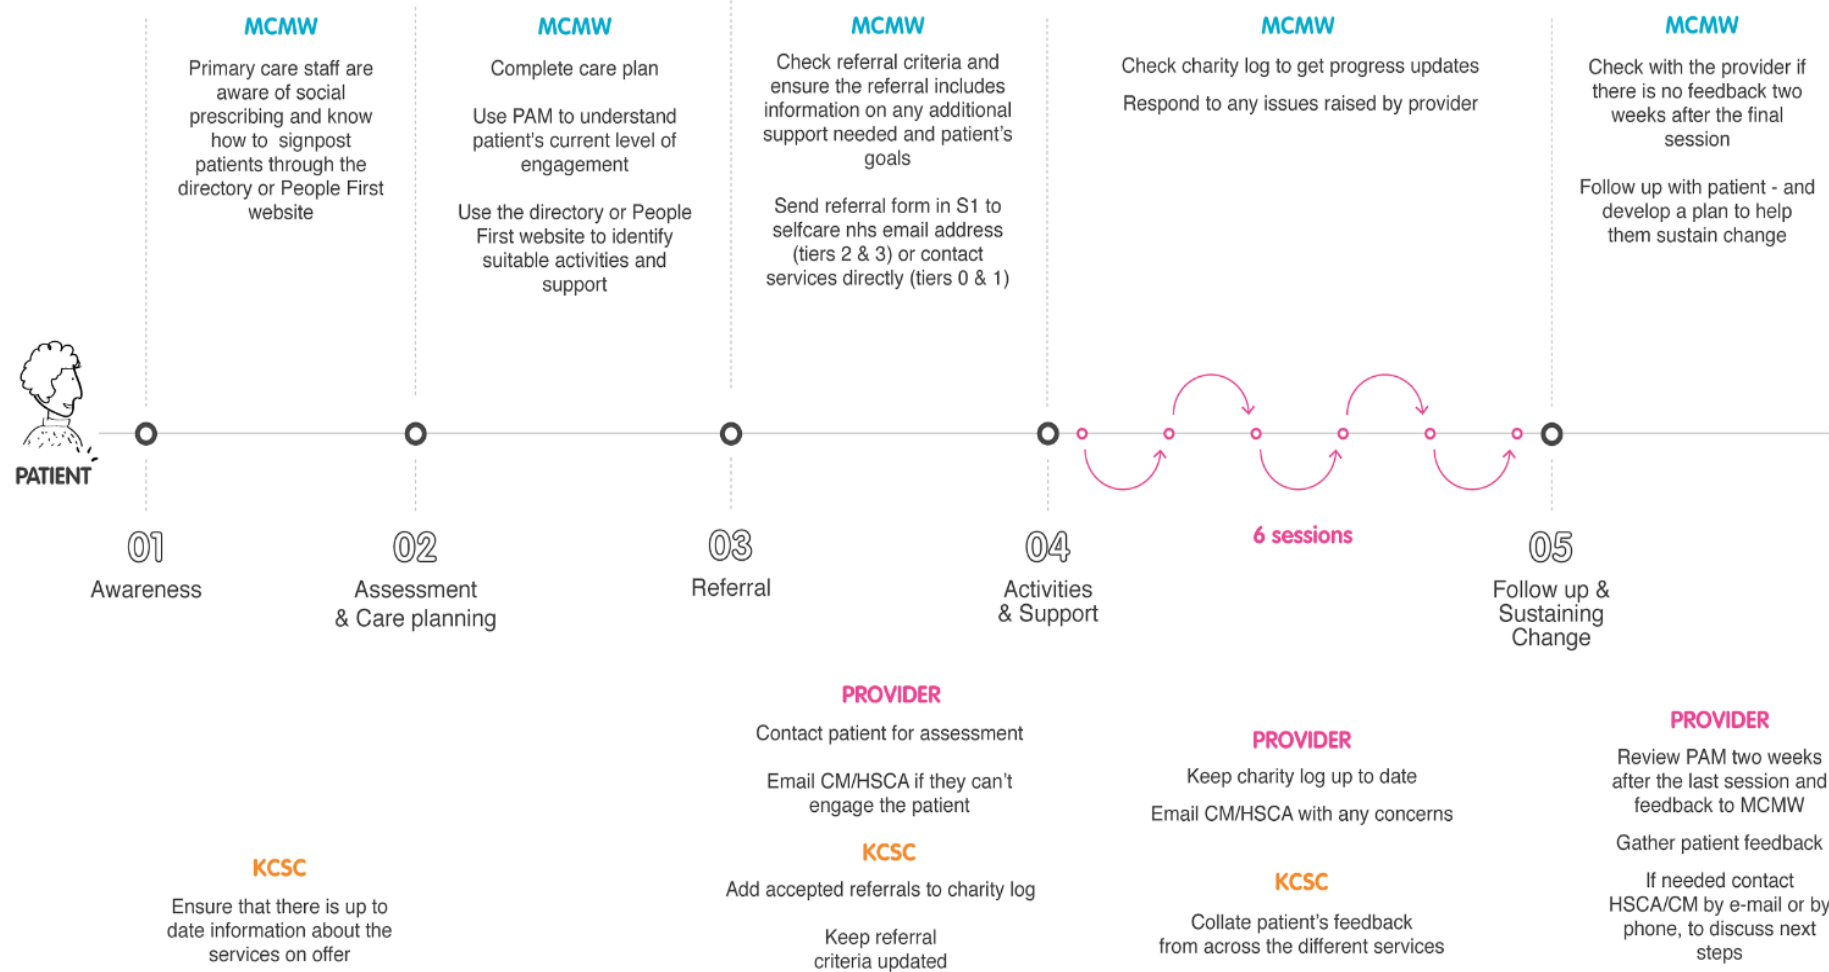 MCMW
Primary care staff are
aware of social
prescribing and know
how to signpost
patients through the
directory or People First
website
MCMW
Complete care plan
Use PAM to understand
patient's current level of
engagement
Use the directory or People
First website to identify
suitable activities and
support
MCMW
Check referral criteria and
ensure the referral includes
information on any additional
support needed and patient's
goals
Send referral form in S1 to
selfcare nhs email address
(tiers 2 & 3) or contact
services directly (tiers 0 & 1)
MCMW
Check charity log to get progress updates
Respond to any issues raised by provider
MCMW
Check with the provider if
there is no feedback two
weeks after the final
session
Follow up with patient - and
develop a plan to help
them sustain change
PATIENT
01
Awareness
02
Assessment
& Care planning
03
Referral
04
Activities
& Support
6 sessions
05
Follow up &
Sustaining
Change
KCSC
Ensure that there is up to
date information about the
services on offer
PROVIDER
Contact patient for assessment
Email CM/HSCA if they can't
engage the patient
KCSC
Add accepted referrals to charity log
Keep referral
criteria updated
PROVIDER
Keep charity log up to date
Email CM/HSCA with any concerns
KCSC
Collate patient's feedback
from across the different services
PROVIDER
Review PAM two weeks
after the last session and
feedback to MCMW
Gather patient feedback
If needed contact
HSCA/CM by e-mail or by
phone, to discuss next
steps